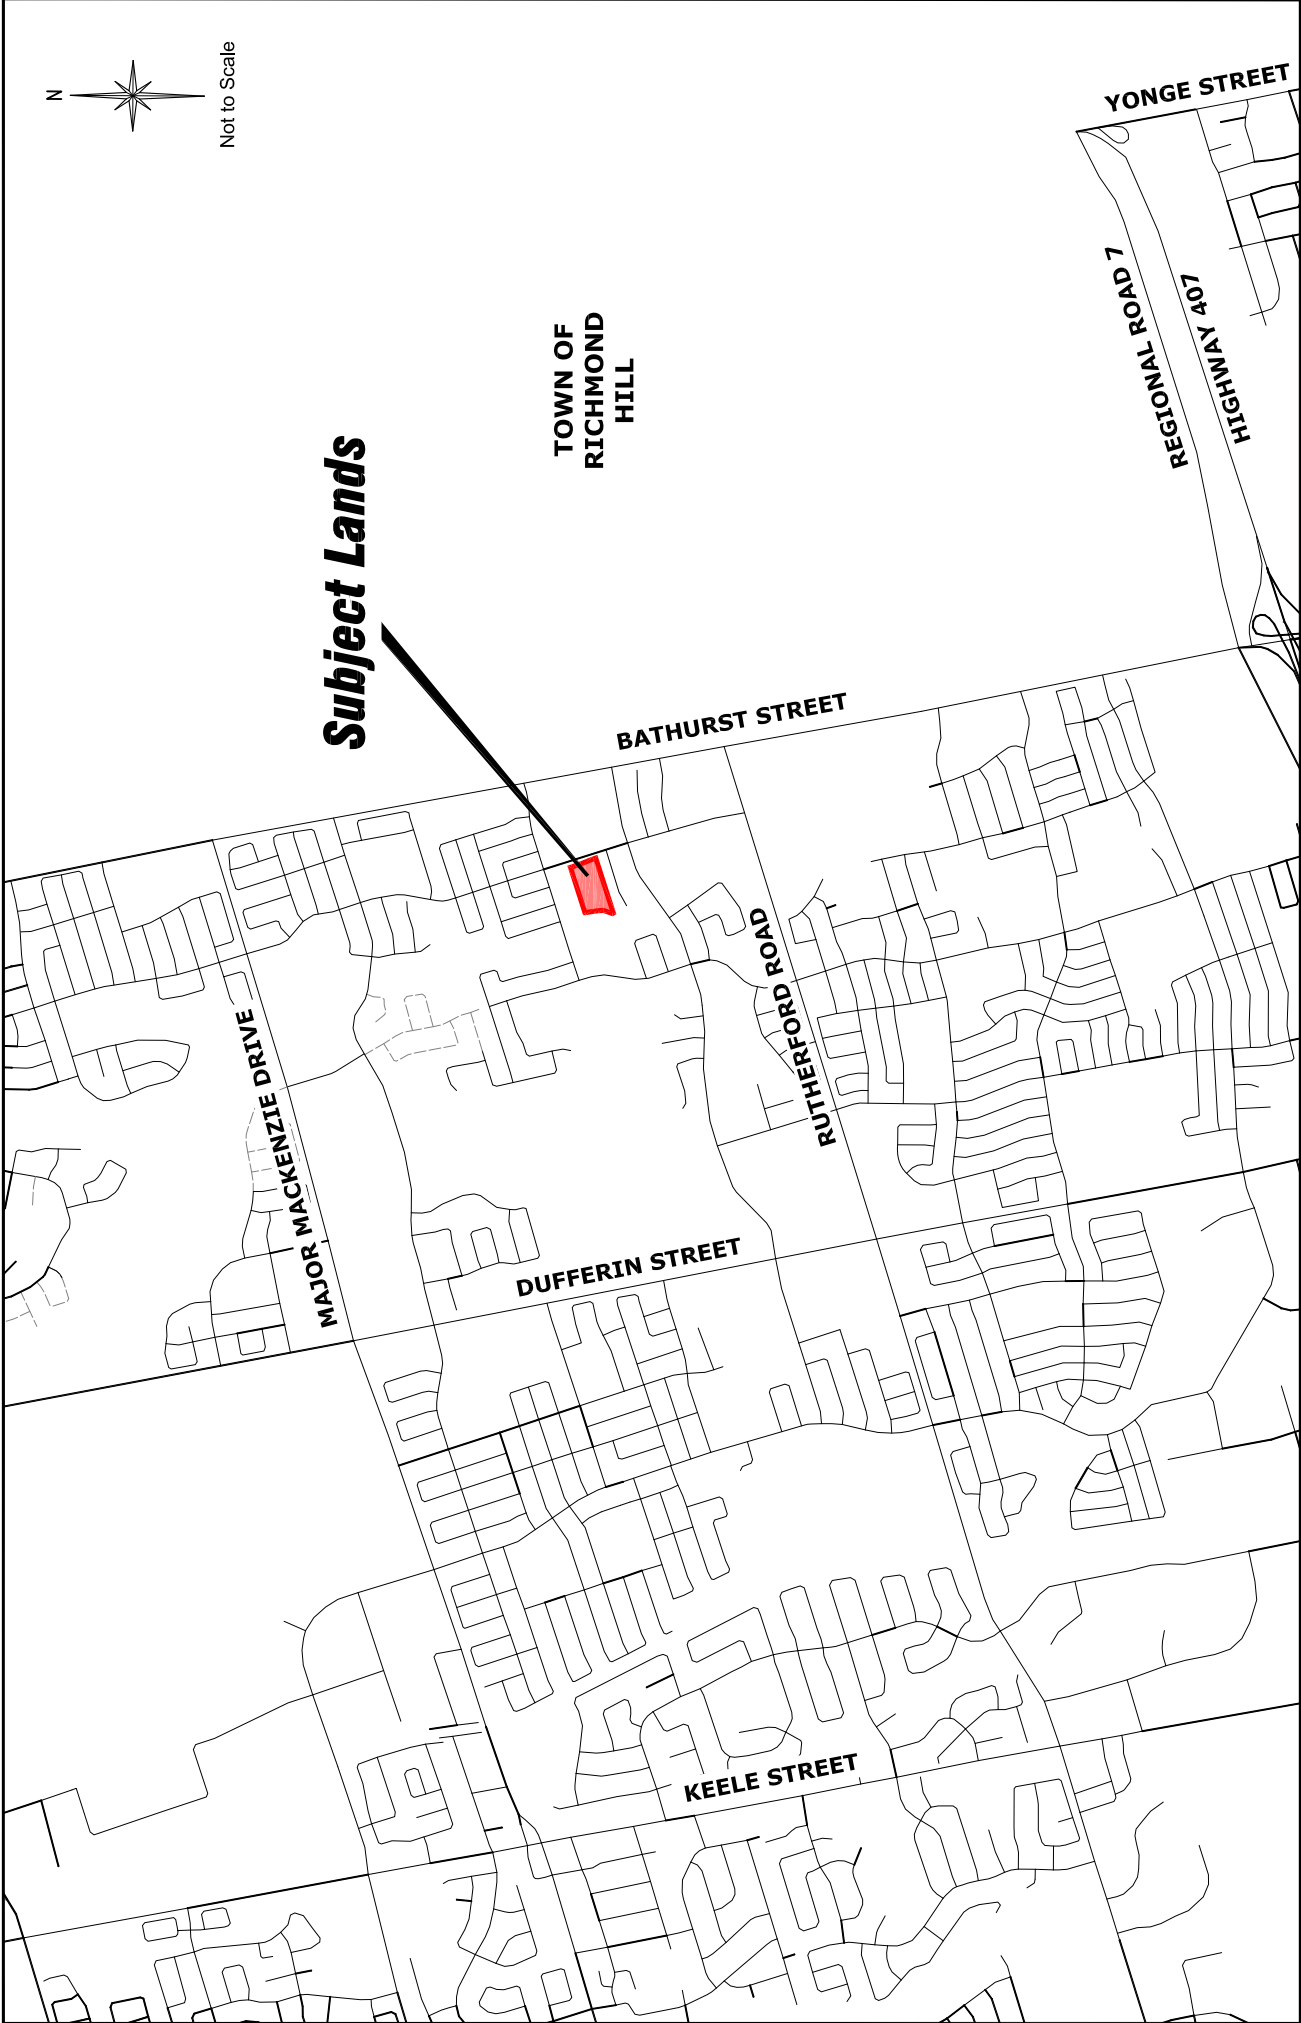 N
Not to Scale
YONGE STREET
REGIONAL ROAD 7
HIGHWAY 407
TOWN OF
RICHMOND
HILL
Subject Lands
BATHURST STREET
RUTHERFORD ROAD
MAJOR MACKENZIE DRIVE
DUFFERIN STREET
KEELE STREET